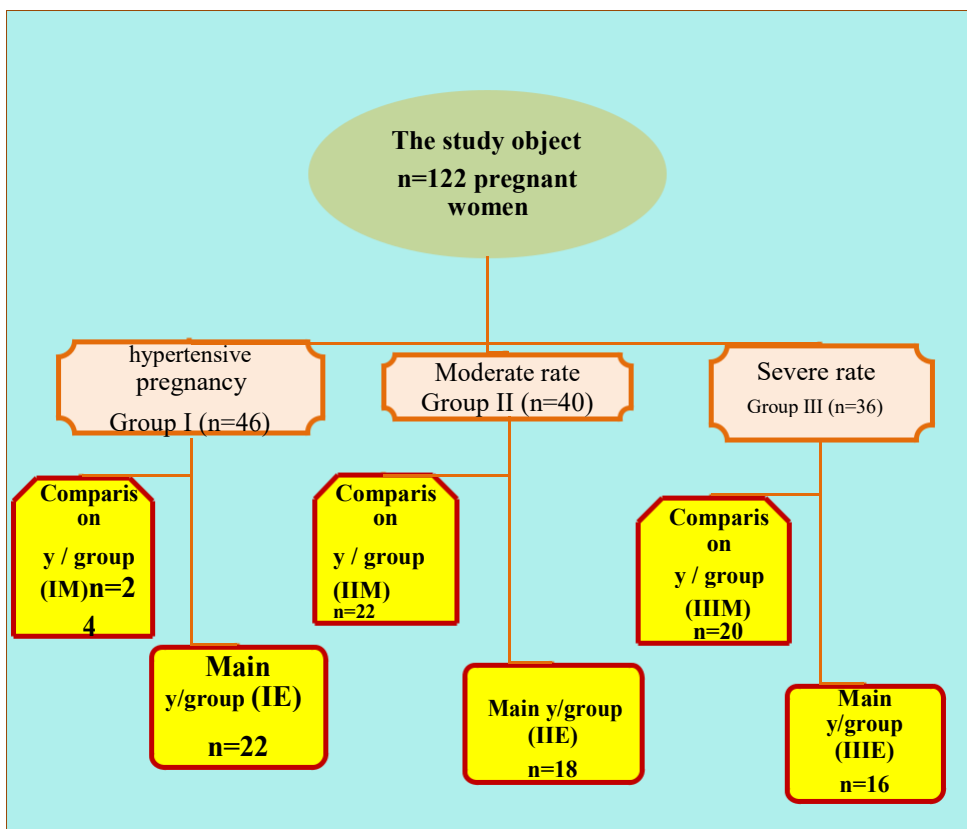 The study object
n=122 pregnant
women
hypertensive
pregnancy
Group I (n=46)
Moderate rate
Group II (n=40)
Severe rate
Group III (n=36)
Comparis
on
y / group
(IM)n=2
4
Main
y/group (IE)
n=22
Comparis
on
y / group
(IIM)
n=22
Main y/group
(IIE)
n=18
Comparis
on
y / group
(IIIM)
n=20
Main
y/group
(IIIE)
n=16